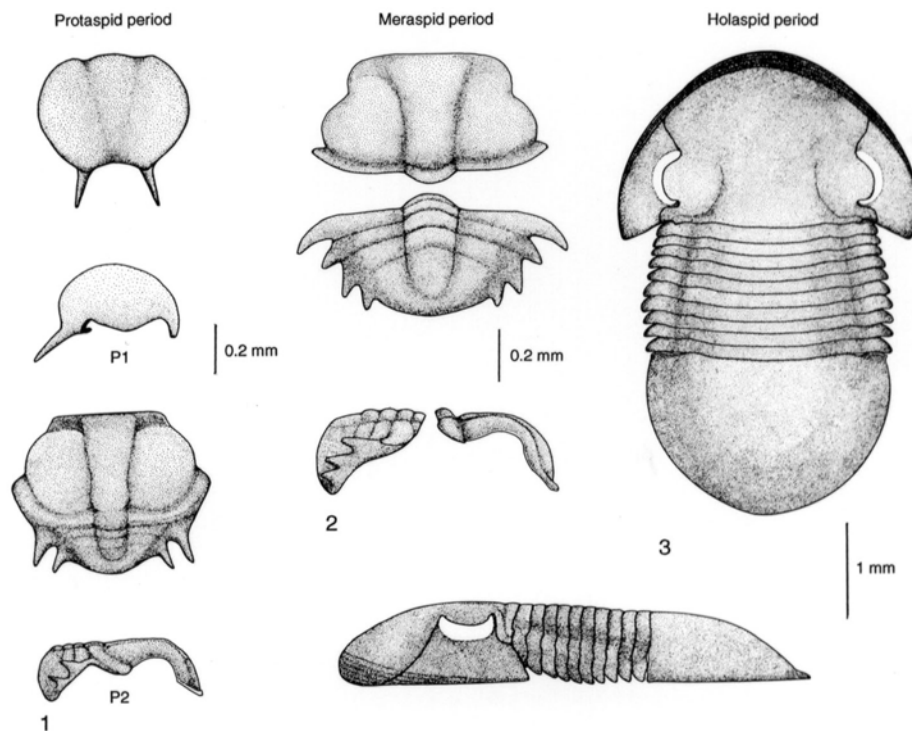 Protaspid period
Meraspid period
Holaspid period
P1
0.2 mm
0.2 mm
2
3
1 mm
P2
1